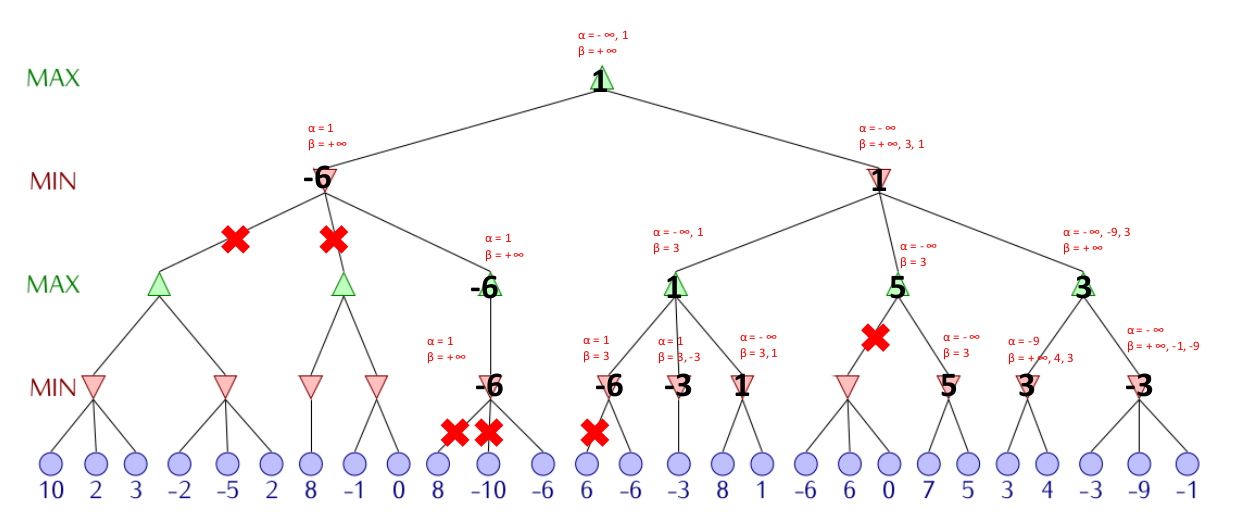 α = - ∞, 1
β = + ∞
MAX
1
α = 1
β = + ∞
α = - ∞
β = + ∞, 3, 1
MIN
-6
1
α = 1
β = + ∞
α = - ∞, 1
β = 3
α = - ∞
β = 3
α = - ∞, -9, 3
β = + ∞
MAX
-6
1
5
3
α = 1
β = + ∞
α = 1
β = 3
α = 1
β = 3, -3
α = - ∞
β = 3, 1
α = - ∞
β = 3
α = -9
β = + ∞, 4, 3
α = - ∞
β = + ∞, -1, -9
MIN
-6
-6
-3
1
5
3
-3
10 2 3 -2 -5 2 8 -1 0 8 -10 -6 6 -6 -3 8 1 -6 6 0 7 5 3 4 -3 -9 -1